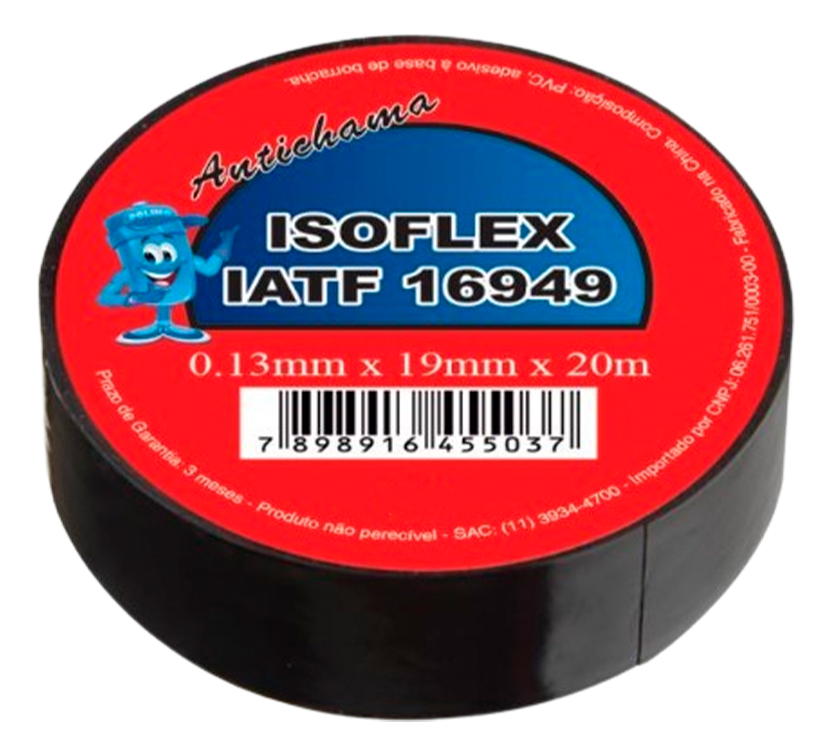 Antichama
ISOFLEX
IATF 16949
0.13mm x 19mm x 20m
7 898916 455037
Prazo de Garantia: 3 meses - Produto não perecível - SAC: (11) 3934-4700 - Importado por CNPJ: 06.261.751/0003-00 - Fabricado na China. Composição: PVC, adesivo à base de borracha.